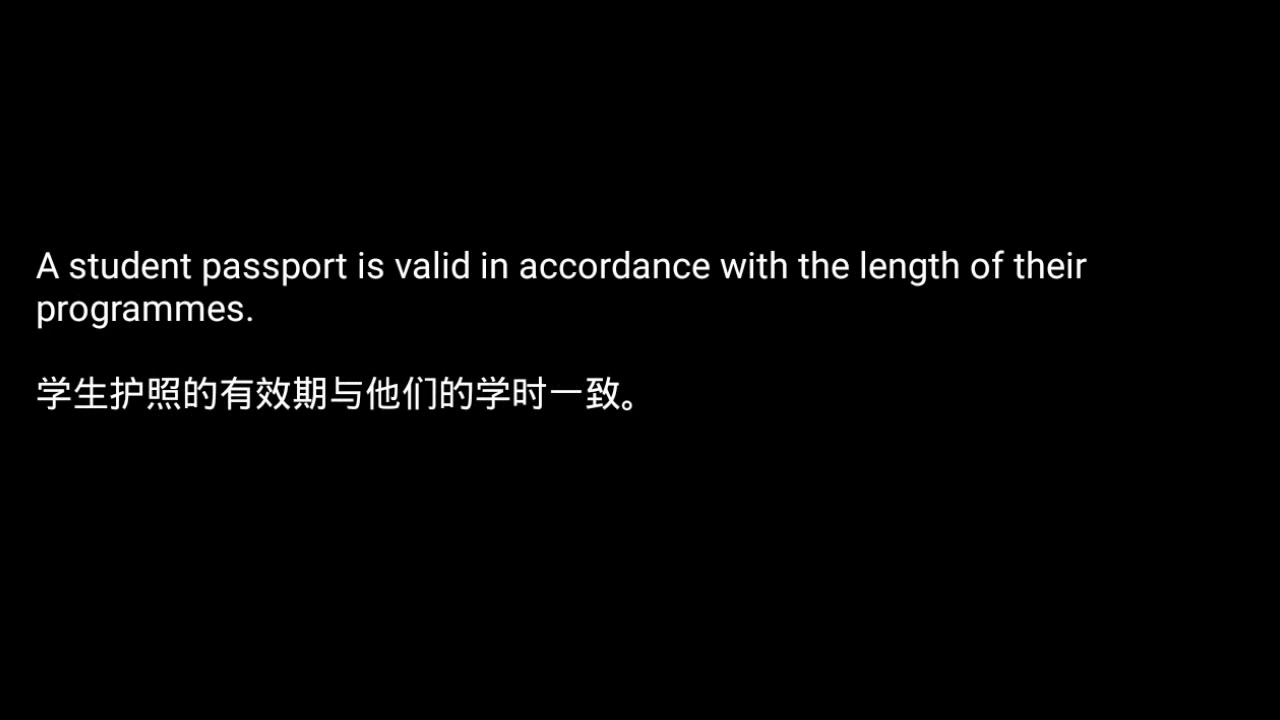 A student passport is valid in accordance with the length of their
programmes.
学生护照的有效期与他们的学时一致。